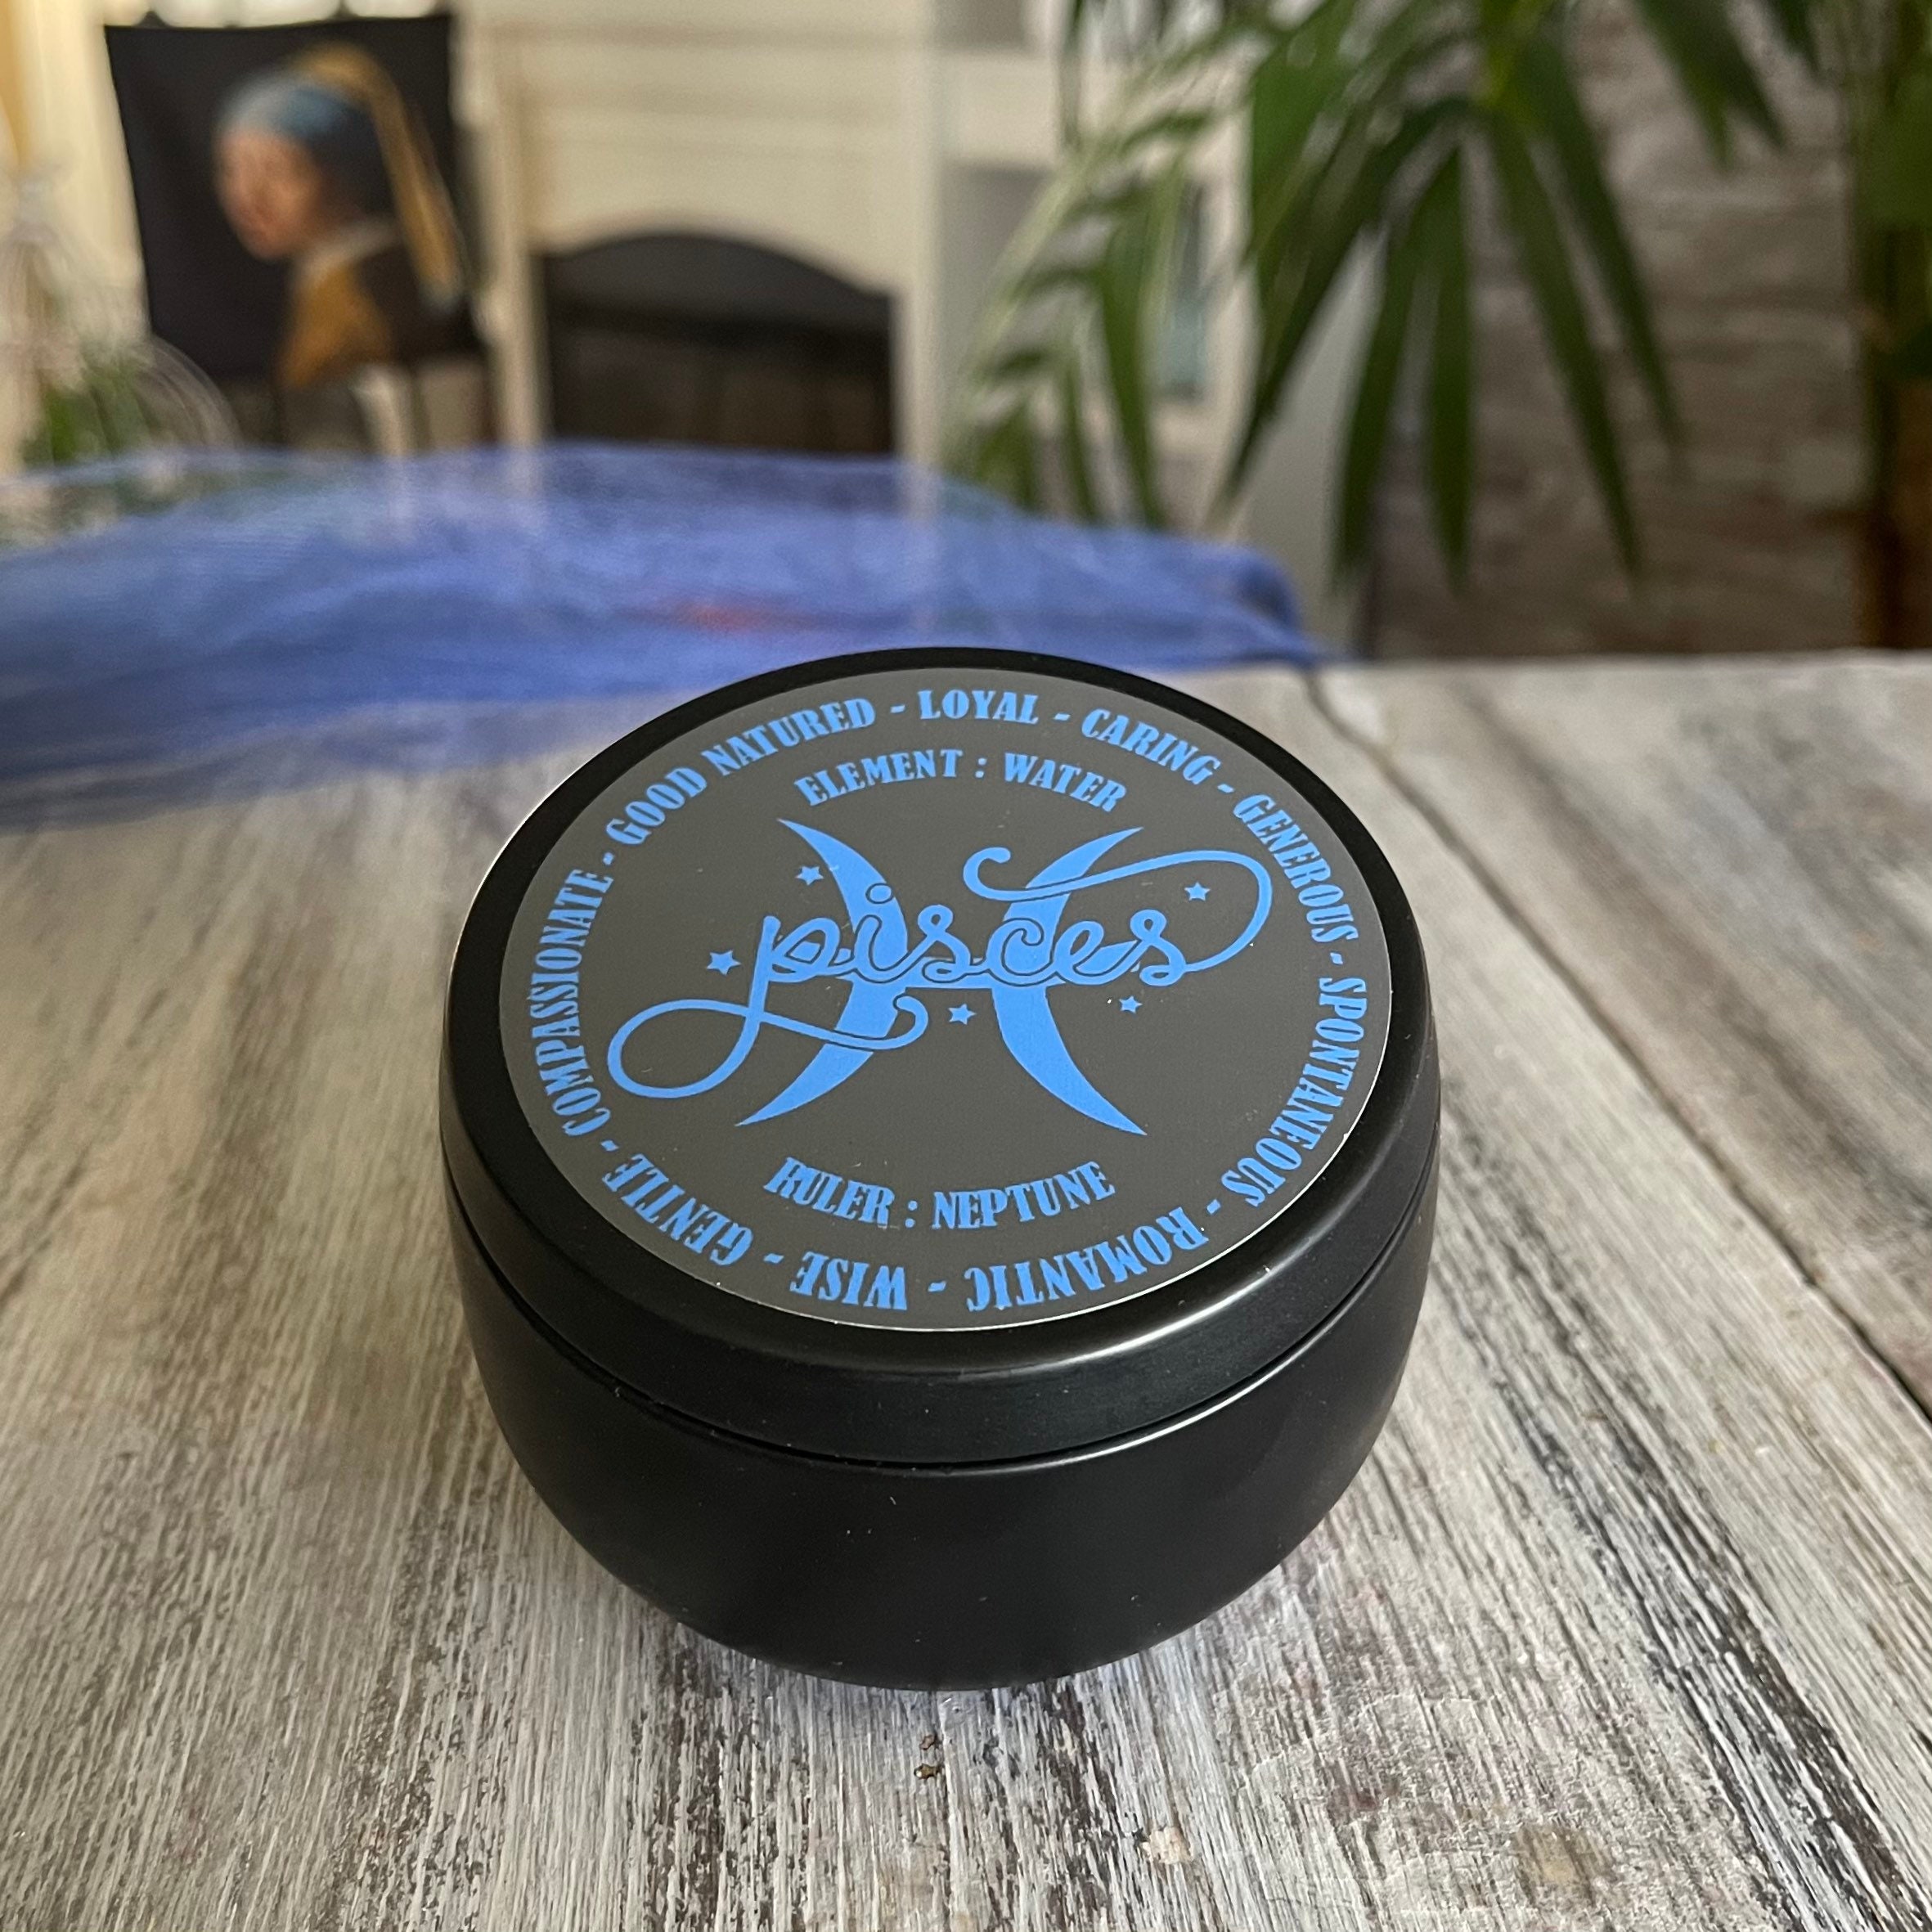 GOOD NATURED - LOYAL - CARING - GENEROUS - SPONTANEOUS - ROMANTIC - WISE - GENTLE - COMPASSIONATE -
ELEMENT : WATER
pisces
RULER : NEPTUNE